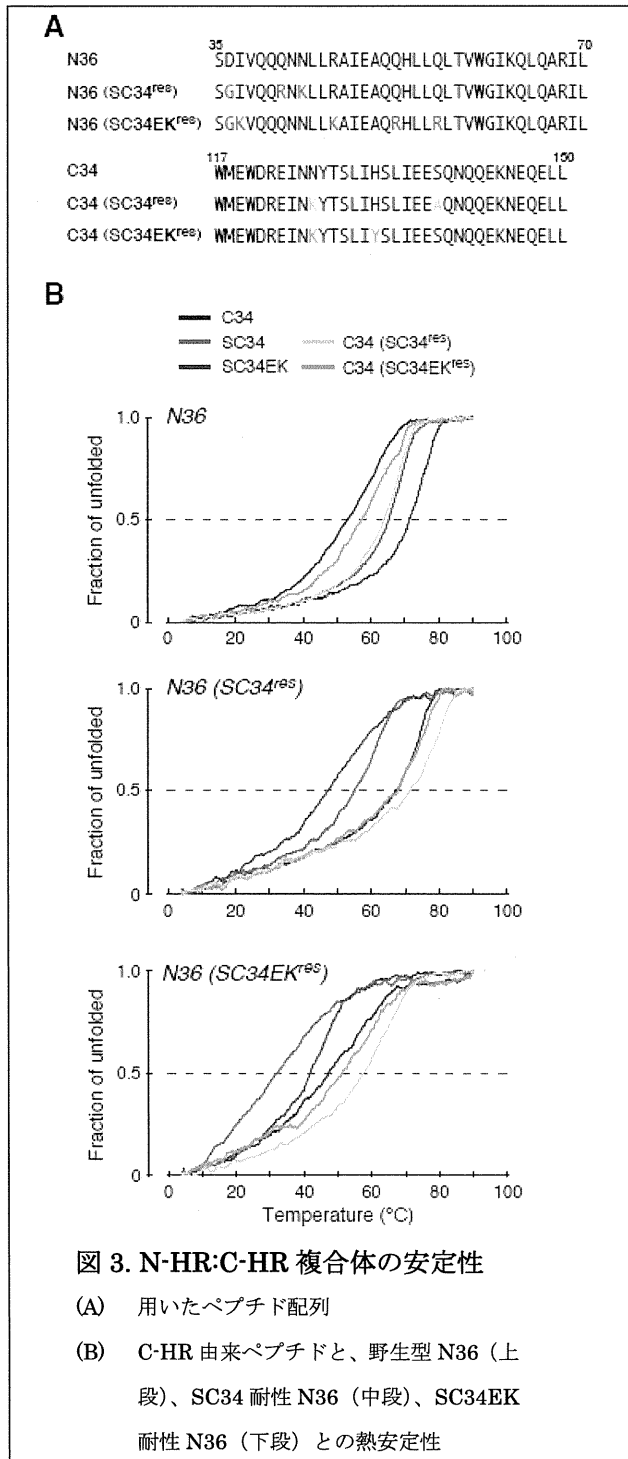 A
35 70
N36 SDIVQQQNNLLRAIEAQQHLLQLTVWGIKQLQARIL
N36 (SC34res) SGIVQQRNKLLRAIEAQQHLLQLTVWGIKQLQARIL
N36 (SC34EKres) SGKVQQQNNLLKAIEAQRHLLRLTVWGIKQLQARIL
117 150
C34 WMEWDREINNYTSLIHSLIEESQNQQEKNEQELL
C34 (SC34res) WMEWDREINKYTSLIHSLIEEAQNQQEKNEQELL
C34 (SC34EKres) WMEWDREINKYTSLIYSLIEESQNQQEKNEQELL
B
C34
SC34 C34 (SC34res)
SC34EK C34 (SC34EKres)
N36
1.0
0.5
0
Fraction of unfolded
0 20 40 60 80 100
N36 (SC34res)
1.0
0.5
0
Fraction of unfolded
0 20 40 60 80 100
N36 (SC34EKres)
1.0
0.5
0
Fraction of unfolded
0 20 40 60 80 100
Temperature (°C)
図 3. N-HR:C-HR 複合体の安定性
(A) 用いたペプチド配列
(B) C-HR 由来ペプチドと、野生型 N36（上
段）、SC34 耐性 N36（中段）、SC34EK
耐性 N36（下段）との熱安定性